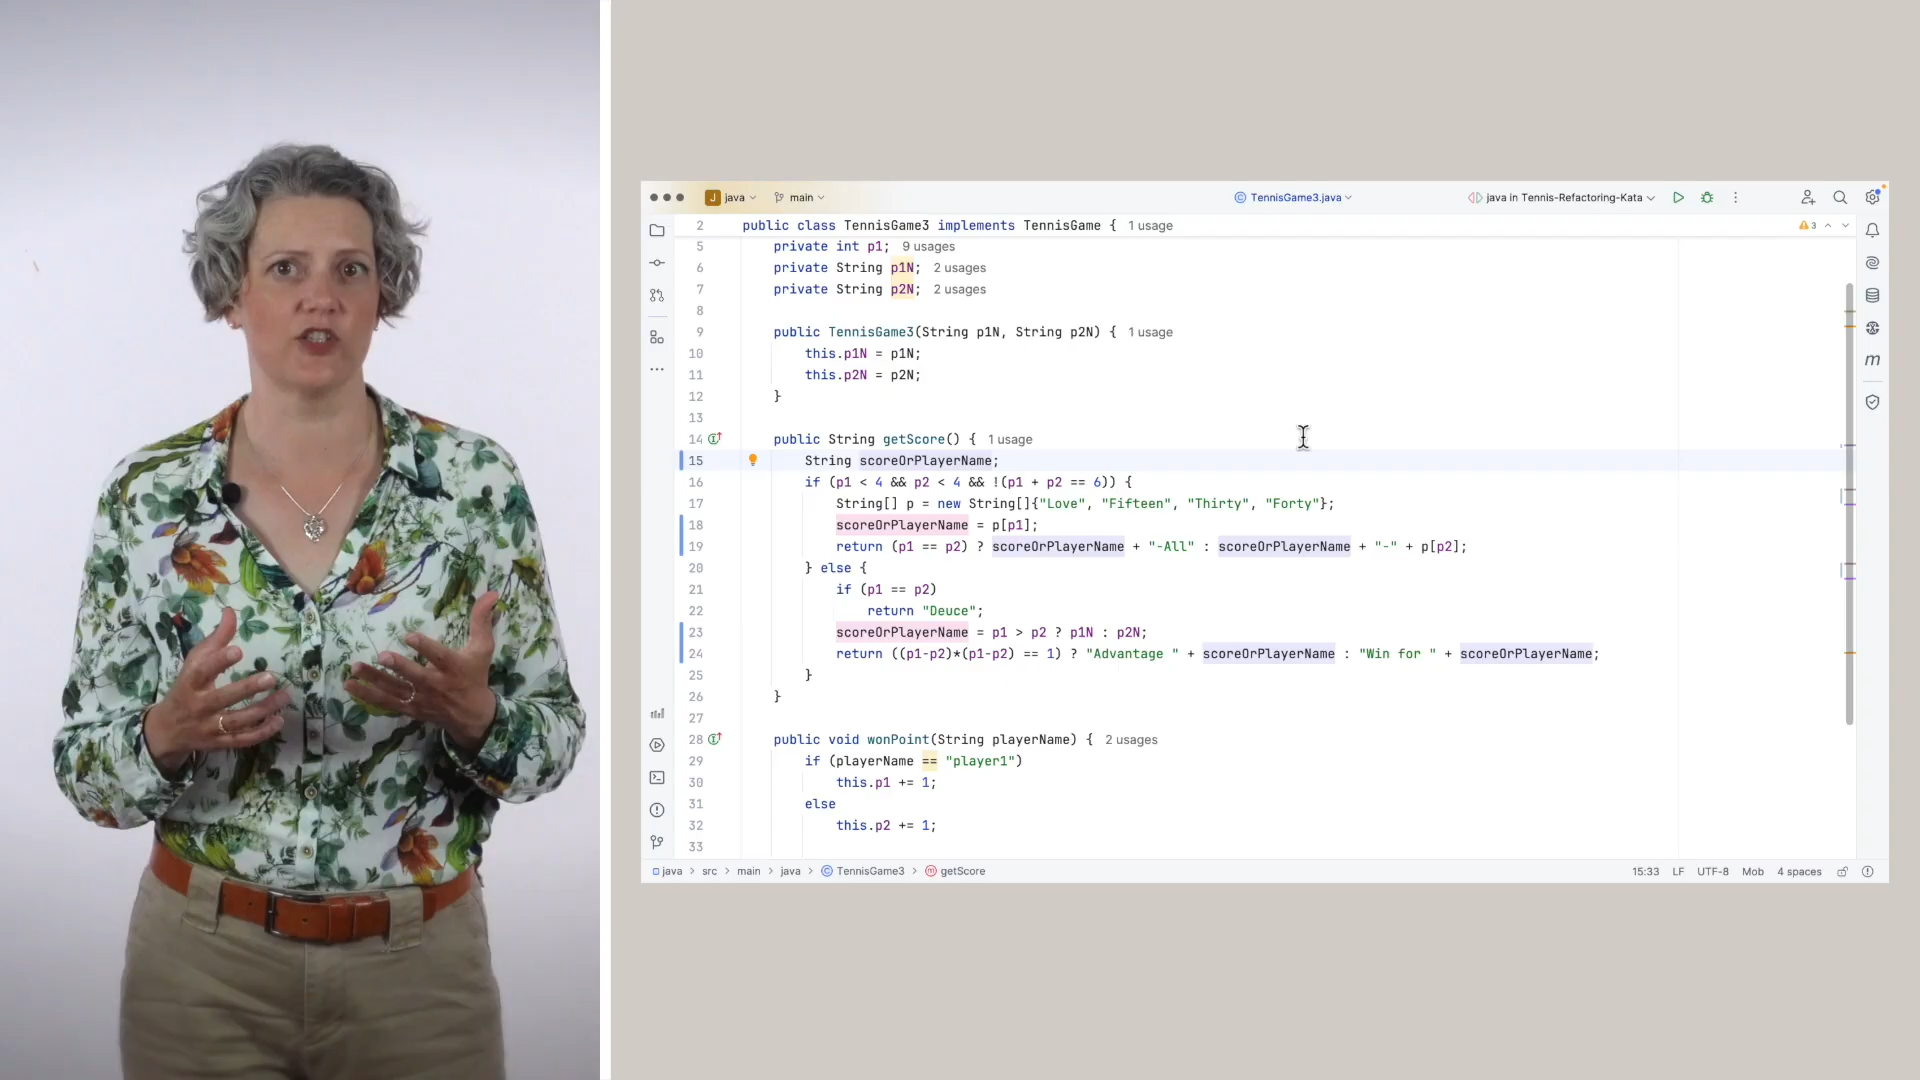 java main TennisGame3.java java in Tennis-Refactoring-Kata
2 public class TennisGame3 implements TennisGame { 1 usage 3
5 private int p1; 9 usages
6 private String p1N; 2 usages
7 private String p2N; 2 usages
8
9 public TennisGame3(String p1N, String p2N) { 1 usage
10 this.p1N = p1N;
11 this.p2N = p2N;
12 }
13
14 public String getScore() { 1 usage
15 String scoreOrPlayerName;
16 if (p1 < 4 && p2 < 4 && !(p1 + p2 == 6)) {
17 String[] p = new String[]{"Love", "Fifteen", "Thirty", "Forty"};
18 scoreOrPlayerName = p[p1];
19 return (p1 == p2) ? scoreOrPlayerName + "-All" : scoreOrPlayerName + "-" + p[p2];
20 } else {
21 if (p1 == p2)
22 return "Deuce";
23 scoreOrPlayerName = p1 > p2 ? p1N : p2N;
24 return ((p1-p2)*(p1-p2) == 1) ? "Advantage " + scoreOrPlayerName : "Win for " + scoreOrPlayerName;
25 }
26 }
27
28 public void wonPoint(String playerName) { 2 usages
29 if (playerName == "player1")
30 this.p1 += 1;
31 else
32 this.p2 += 1;
33
java > src > main > java > TennisGame3 > getScore 15:33 LF UTF-8 Mob 4 spaces